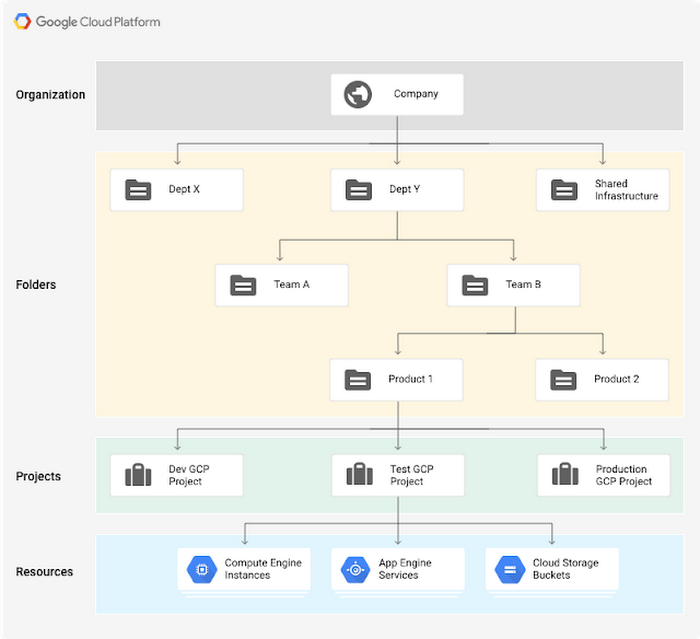 Google Cloud Platform
Organization
Company
Dept X
Dept Y
Shared
Infrastructure
Folders
Team A
Team B
Product 1
Product 2
Projects
Dev GCP
Project
Test GCP
Project
Production
GCP Project
Resources
Compute Engine
Instances
App Engine
Services
Cloud Storage
Buckets